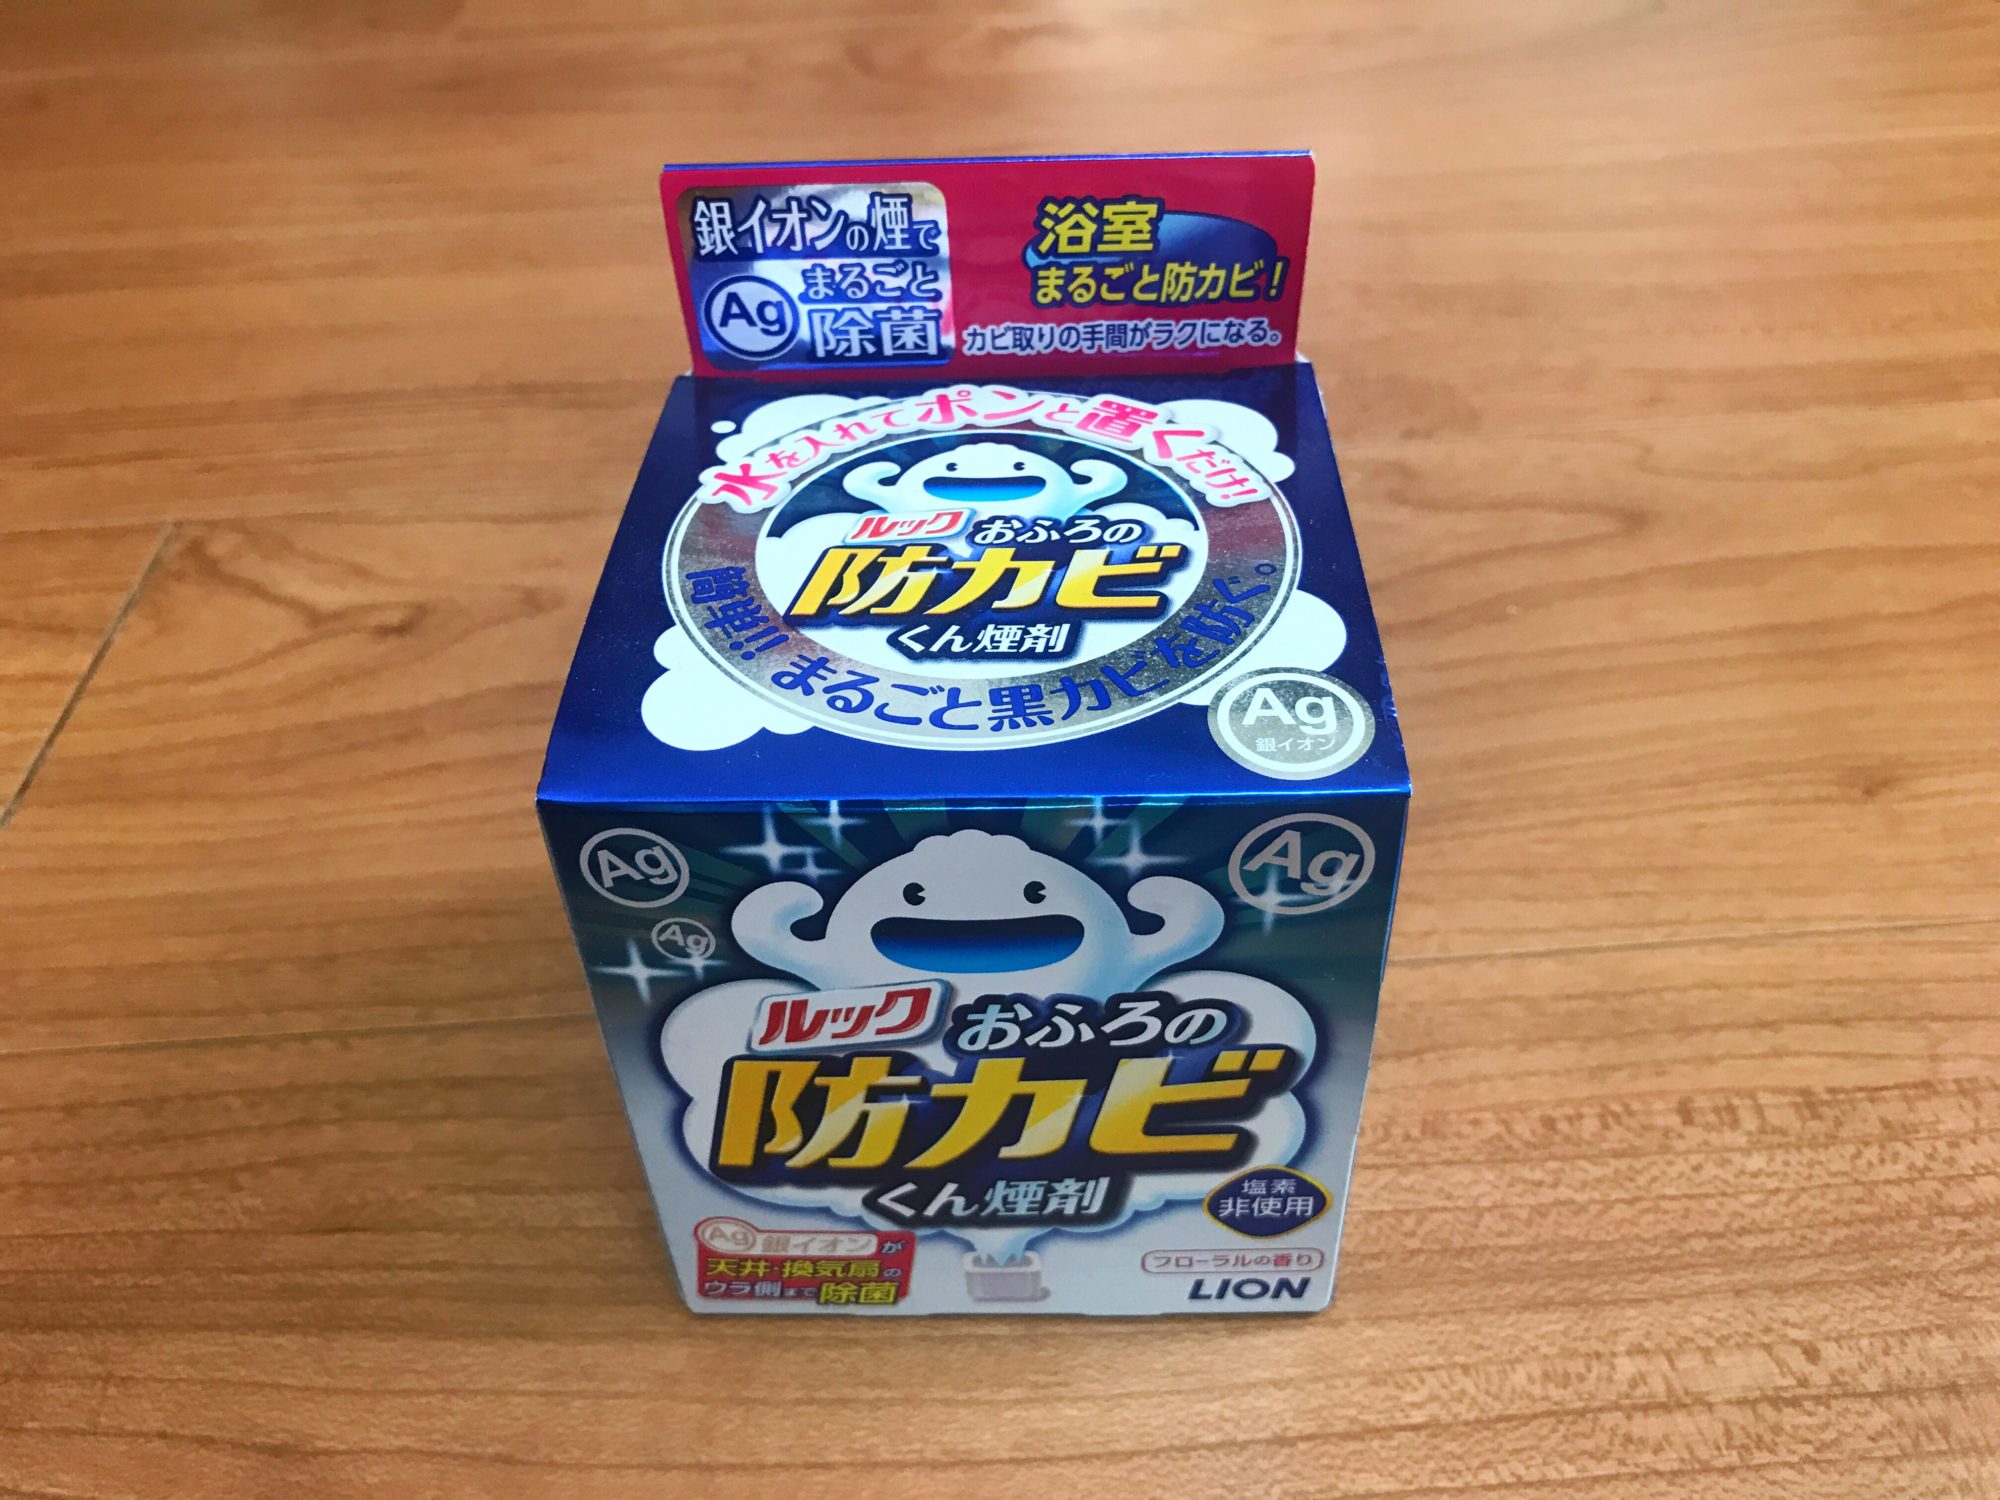 銀イオンの煙で
Ag まるごと
除菌
浴室
まるごと防カビ!
カビ取りの手間がラクになる。
水を入れてポンと置くだけ!
ルック おふろの
防カビ
くん煙剤
簡単!! まるごと黒カビを防ぐ。
Ag
銀イオン
Ag
Ag
Ag
ルック おふろの
防カビ
くん煙剤
塩素
非使用
Ag 銀イオンが
天井・換気扇の
ウラ側まで除菌
フローラルの香り
LION